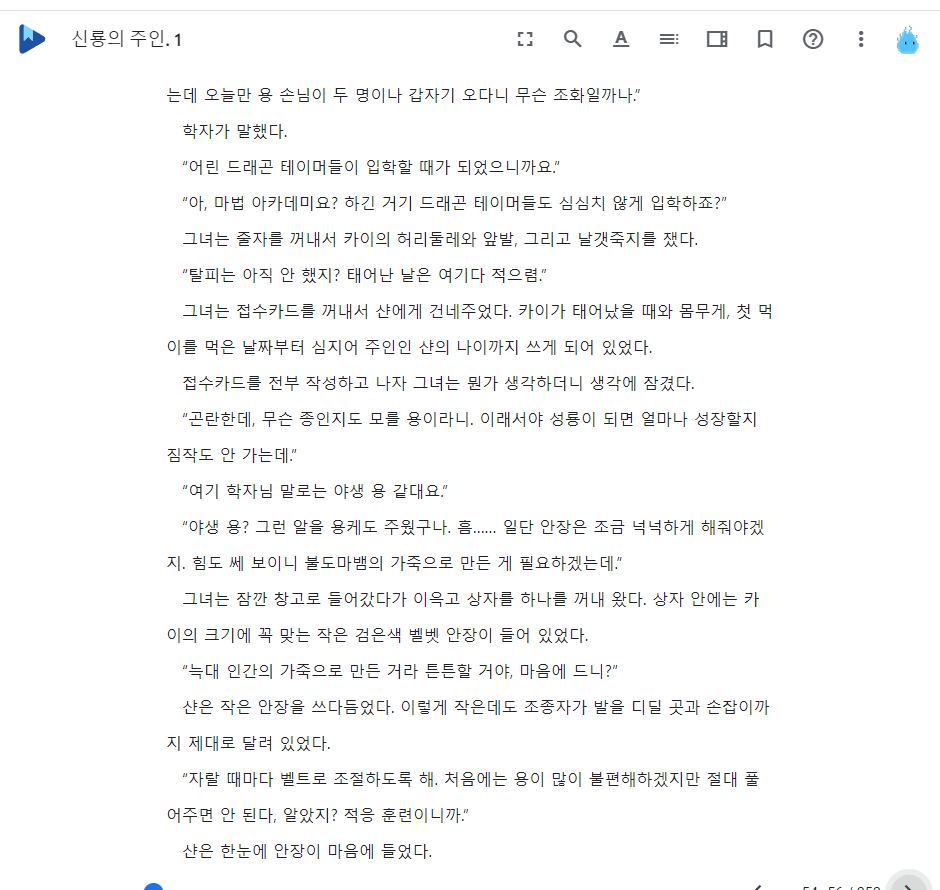 신룡의 주인. 1
는데 오늘만 용 손님이 두 명이나 갑자기 오다니 무슨 조화일까나.”
학자가 말했다.
“어린 드래곤 테이머들이 입학할 때가 되었으니까요.”
“아, 마법 아카데미요? 하긴 거기 드래곤 테이머들도 심심치 않게 입학하죠?”
그녀는 줄자를 꺼내서 카이의 허리둘레와 앞발, 그리고 날갯죽지를 쟀다.
“탈피는 아직 안 했지? 태어난 날은 여기다 적으렴.”
그녀는 접수카드를 꺼내서 샨에게 건네주었다. 카이가 태어났을 때와 몸무게, 첫 먹
이를 먹은 날짜부터 심지어 주인인 샨의 나이까지 쓰게 되어 있었다.
접수카드를 전부 작성하고 나자 그녀는 뭔가 생각하더니 생각에 잠겼다.
“곤란한데, 무슨 종인지도 모를 용이라니. 이래서야 성룡이 되면 얼마나 성장할지
짐작도 안 가는데.”
“여기 학자님 말로는 야생 용 같대요.”
“야생 용? 그런 알을 용케도 주웠구나. 흠...... 일단 안장은 조금 넉넉하게 해줘야겠
지. 힘도 쎄 보이니 불도마뱀의 가죽으로 만든 게 필요하겠는데.”
그녀는 잠깐 창고로 들어갔다가 이윽고 상자를 하나를 꺼내 왔다. 상자 안에는 카
이의 크기에 꼭 맞는 작은 검은색 벨벳 안장이 들어 있었다.
“늑대 인간의 가죽으로 만든 거라 튼튼할 거야, 마음에 드니?”
샨은 작은 안장을 쓰다듬었다. 이렇게 작은데도 조종자가 발을 디딜 곳과 손잡이까
지 제대로 달려 있었다.
“자랄 때마다 벨트로 조절하도록 해. 처음에는 용이 많이 불편해하겠지만 절대 풀
어주면 안 된다, 알았지? 적응 훈련이니까.”
샨은 한눈에 안장이 마음에 들었다.